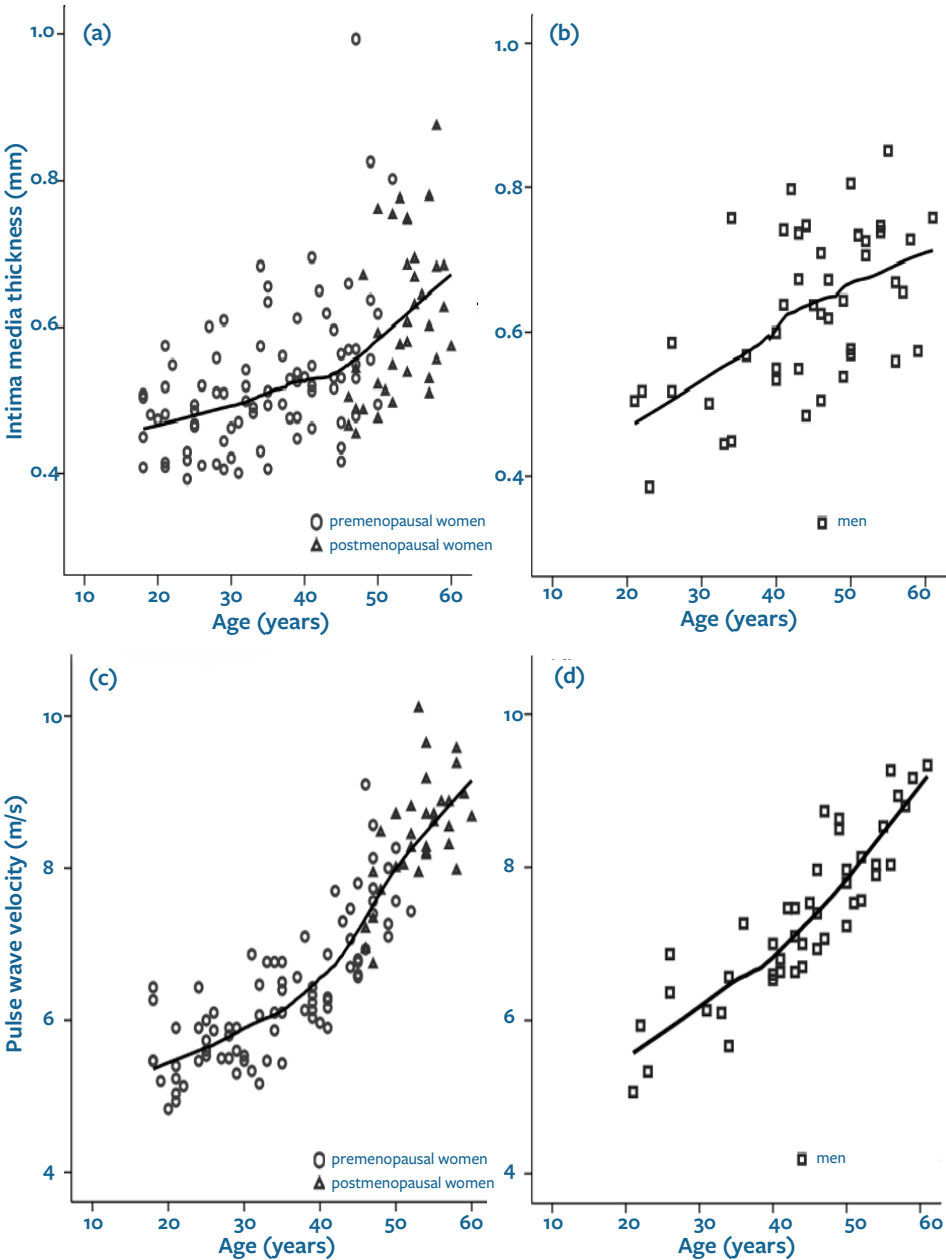 (a)
1.0
0.8
0.6
0.4
Intima media thickness (mm)
premenopausal women
postmenopausal women
10 20 30 40 50 60
Age (years)
(b)
1.0
0.8
0.6
0.4
men
10 20 30 40 50 60
Age (years)
(c)
10
8
6
4
Pulse wave velocity (m/s)
premenopausal women
postmenopausal women
10 20 30 40 50 60
Age (years)
(d)
10
8
6
4
men
10 20 30 40 50 60
Age (years)